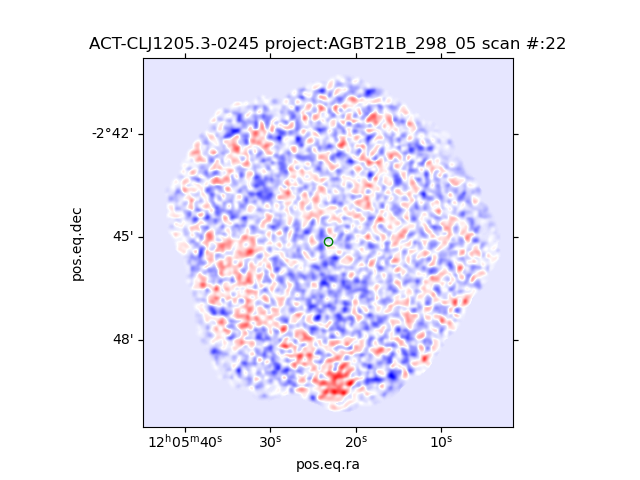 ACT-CLJ1205.3-0245 project:AGBT21B_298_05 scan #:22
-2°42'
45'
48'
pos.eq.dec
12ʰ05ᵐ40ˢ 30ˢ 20ˢ 10ˢ
pos.eq.ra